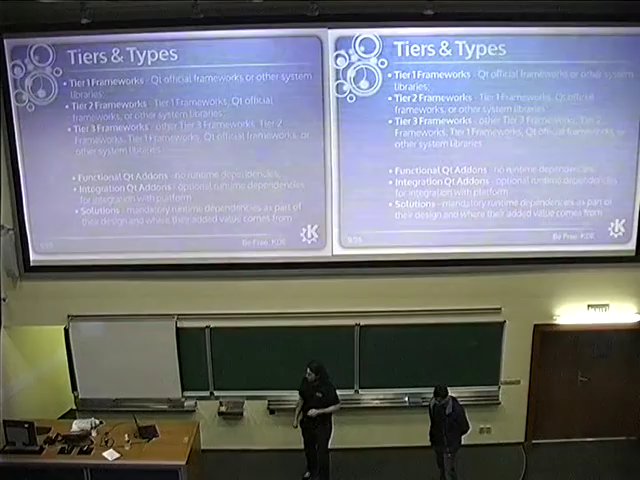 Tiers & Types
Tier 1 Frameworks - Qt official frameworks or other system
libraries;
Tier 2 Frameworks - Tier 1 Frameworks, Qt official
frameworks, or other system libraries;
Tier 3 Frameworks - other Tier 3 Frameworks, Tier 2
Frameworks, Tier 1 Frameworks, Qt official frameworks, or
other system libraries
Functional Qt Addons - no runtime dependencies;
Integration Qt Addons - optional runtime dependencies
for integration with platform
Solutions - mandatory runtime dependencies as part of
their design and where their added value comes from
Be Free. KDE
Tiers & Types
Tier 1 Frameworks - Qt official frameworks or other system
libraries;
Tier 2 Frameworks - Tier 1 Frameworks, Qt official
frameworks, or other system libraries;
Tier 3 Frameworks - other Tier 3 Frameworks, Tier 2
Frameworks, Tier 1 Frameworks, Qt official frameworks, or
other system libraries
Functional Qt Addons - no runtime dependencies;
Integration Qt Addons - optional runtime dependencies
for integration with platform
Solutions - mandatory runtime dependencies as part of
their design and where their added value comes from
Be Free. KDE